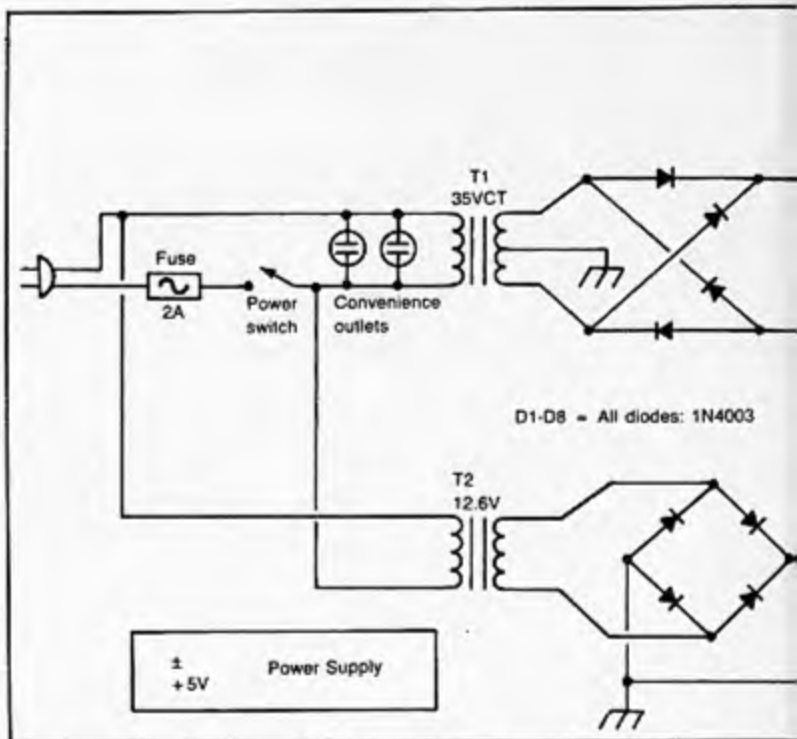 T1
35VCT
Fuse
2A
Power
switch
Convenience
outlets
D1-D8 = All diodes: 1N4003
T2
12.6V
±
+5V
Power Supply